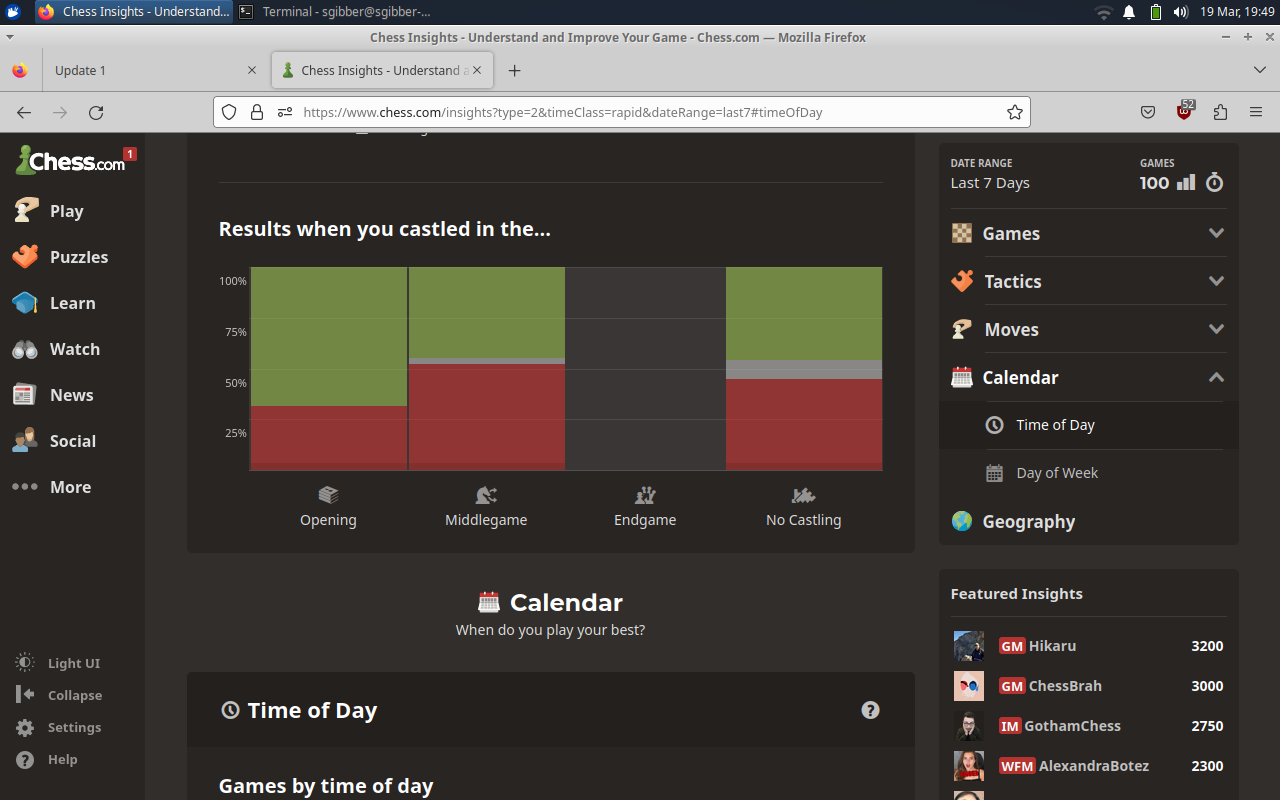 Chess Insights - Understand...
Terminal - sgibber@sgibber-...
19 Mar, 19:49
Chess Insights - Understand and Improve Your Game - Chess.com — Mozilla Firefox
Update 1
Chess Insights - Understand a
https://www.chess.com/insights?type=2&timeClass=rapid&dateRange=last7#timeOfDay
52
Chess.com
1
Play
Puzzles
Learn
Watch
News
Social
More
Light UI
Collapse
Settings
Help
Results when you castled in the...
100%
75%
50%
25%
Opening
Middlegame
Endgame
No Castling
Calendar
When do you play your best?
Time of Day
?
Games by time of day
DATE RANGE
GAMES
Last 7 Days
100
Games
Tactics
Moves
Calendar
Time of Day
Day of Week
Geography
Featured Insights
GM Hikaru 3200
GM ChessBrah 3000
IM GothamChess 2750
WFM AlexandraBotez 2300